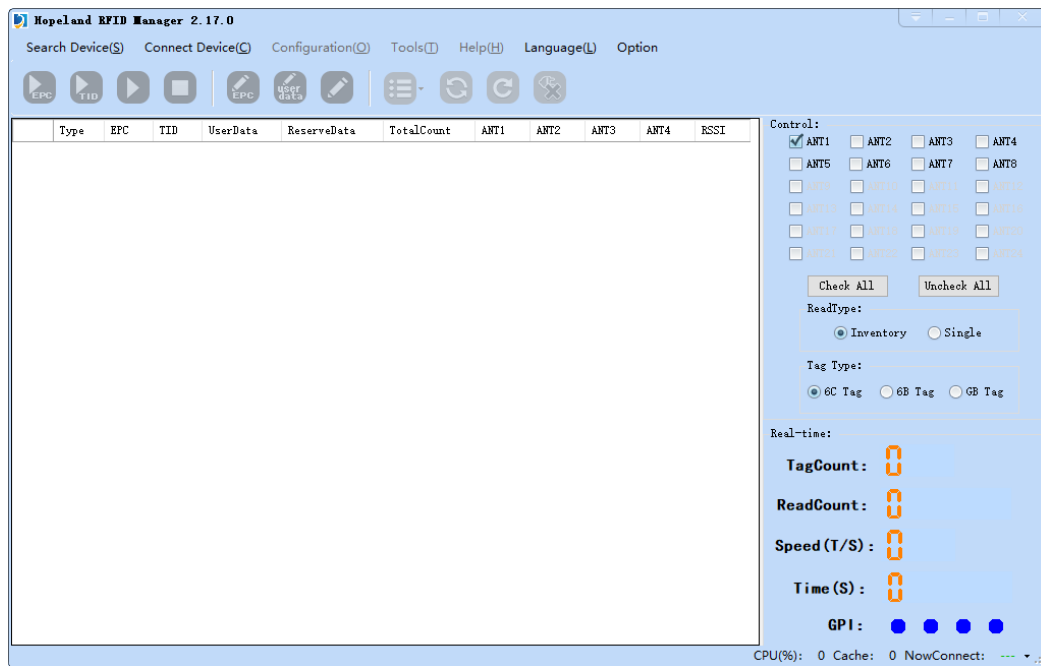 Hopeland RFID Manager 2.17.0
Search Device(S) Connect Device(C) Configuration(O) Tools(T) Help(H) Language(L) Option
EPC TID EPC user data
Type EPC TID UserData ReserveData TotalCount ANT1 ANT2 ANT3 ANT4 RSSI
Control:
ANT1 ANT2 ANT3 ANT4
ANT5 ANT6 ANT7 ANT8
Check All Uncheck All
ReadType:
Inventory Single
Tag Type:
6C Tag 6B Tag GB Tag
Real-time:
TagCount: 0
ReadCount: 0
Speed(T/S): 0
Time(S): 0
GPI:
CPU(%): 0 Cache: 0 NowConnect: ---